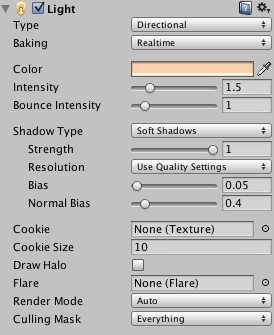 Light
Type Directional
Baking Realtime
Color
Intensity 1.5
Bounce Intensity 1
Shadow Type Soft Shadows
Strength 1
Resolution Use Quality Settings
Bias 0.05
Normal Bias 0.4
Cookie None (Texture)
Cookie Size 10
Draw Halo
Flare None (Flare)
Render Mode Auto
Culling Mask Everything